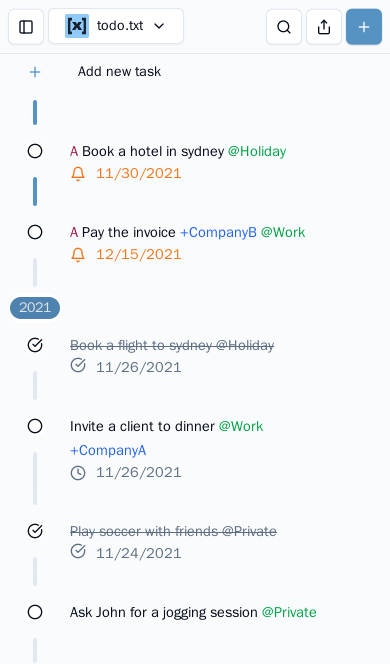 [x] todo.txt
Add new task
A Book a hotel in sydney @Holiday
11/30/2021
A Pay the invoice +CompanyB @Work
12/15/2021
2021
Book a flight to sydney @Holiday
11/26/2021
Invite a client to dinner @Work
+CompanyA
11/26/2021
Play soccer with friends @Private
11/24/2021
Ask John for a jogging session @Private